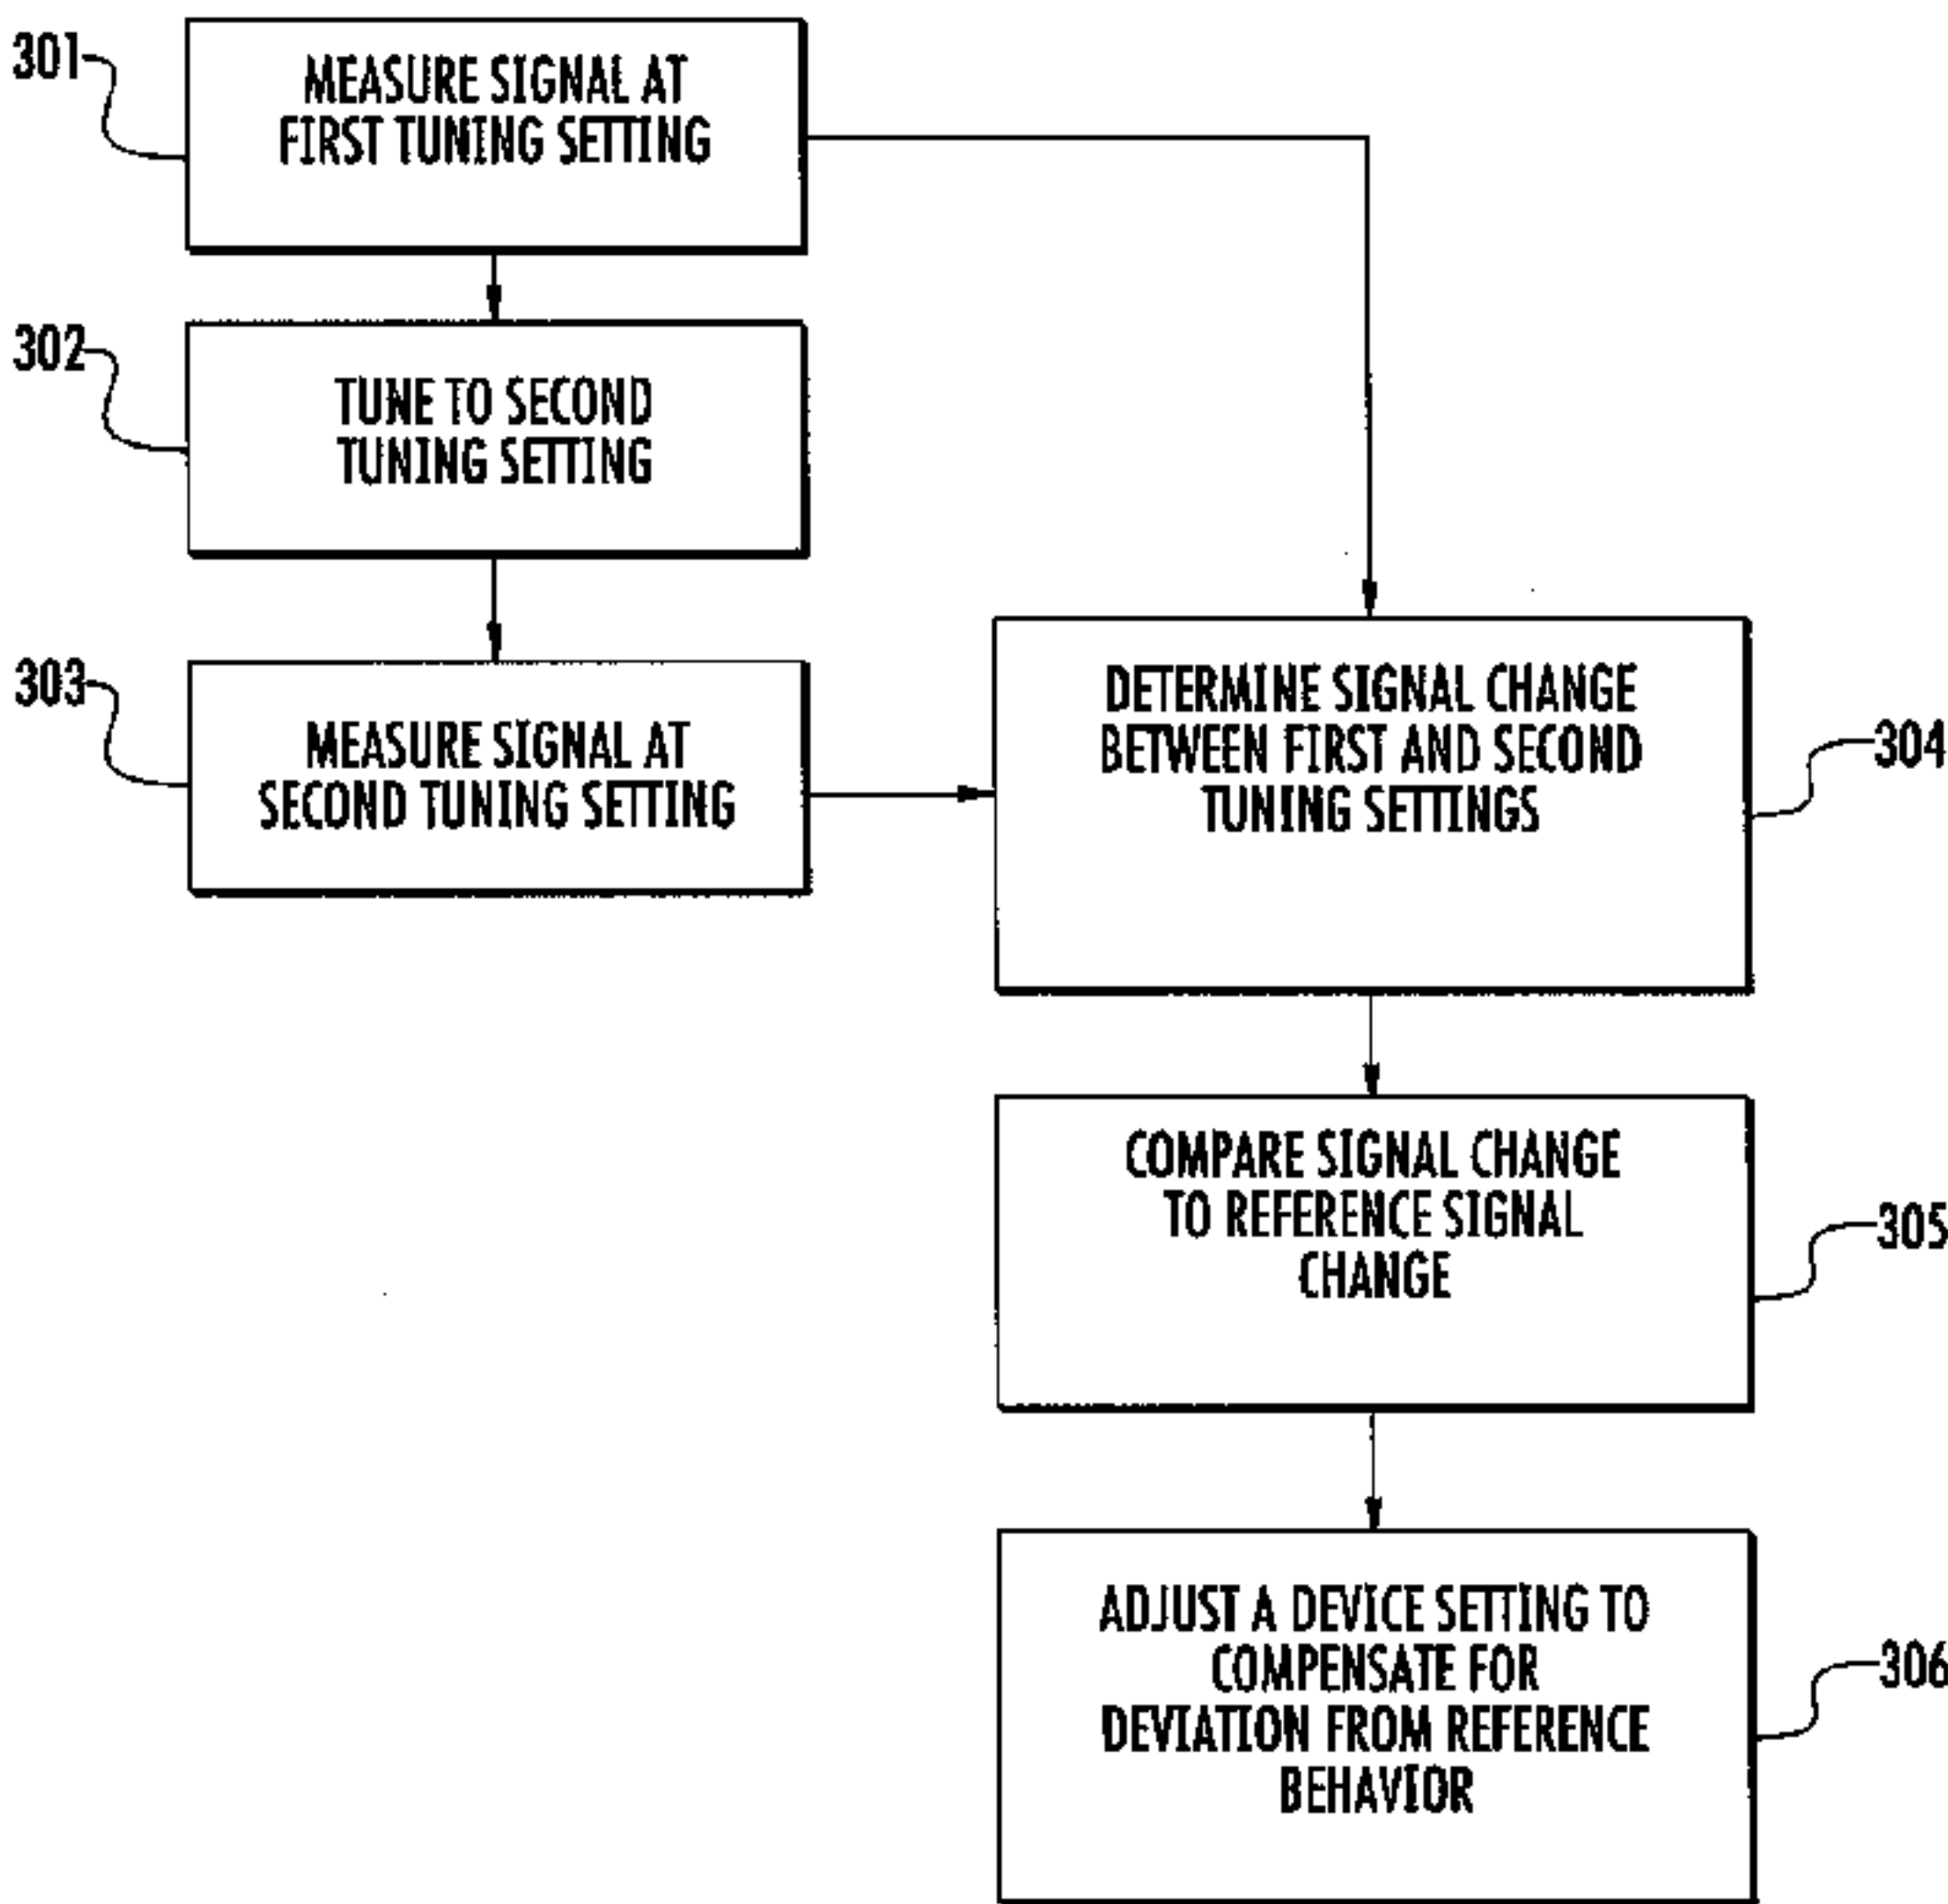 301
MEASURE SIGNAL AT
FIRST TUNING SETTING
302
TUNE TO SECOND
TUNING SETTING
303
MEASURE SIGNAL AT
SECOND TUNING SETTING
DETERMINE SIGNAL CHANGE
BETWEEN FIRST AND SECOND
TUNING SETTINGS
304
COMPARE SIGNAL CHANGE
TO REFERENCE SIGNAL
CHANGE
305
ADJUST A DEVICE SETTING TO
COMPENSATE FOR
DEVIATION FROM REFERENCE
BEHAVIOR
306